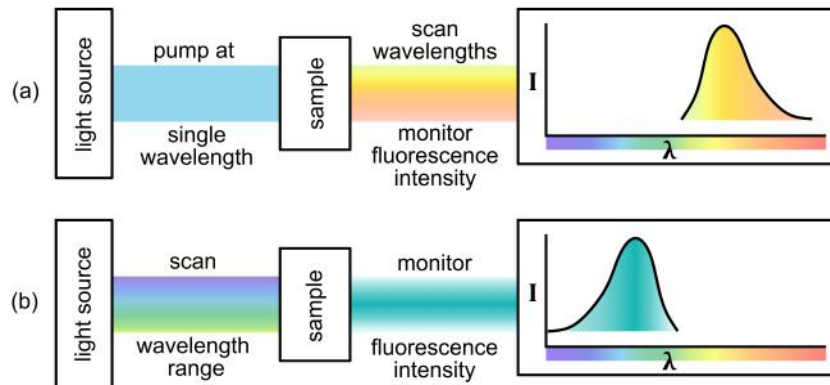 (a)
light source
pump at
single
wavelength
sample
scan
wavelengths
monitor
fluorescence
intensity
I
λ
(b)
light source
scan
wavelength
range
sample
monitor
fluorescence
intensity
I
λ